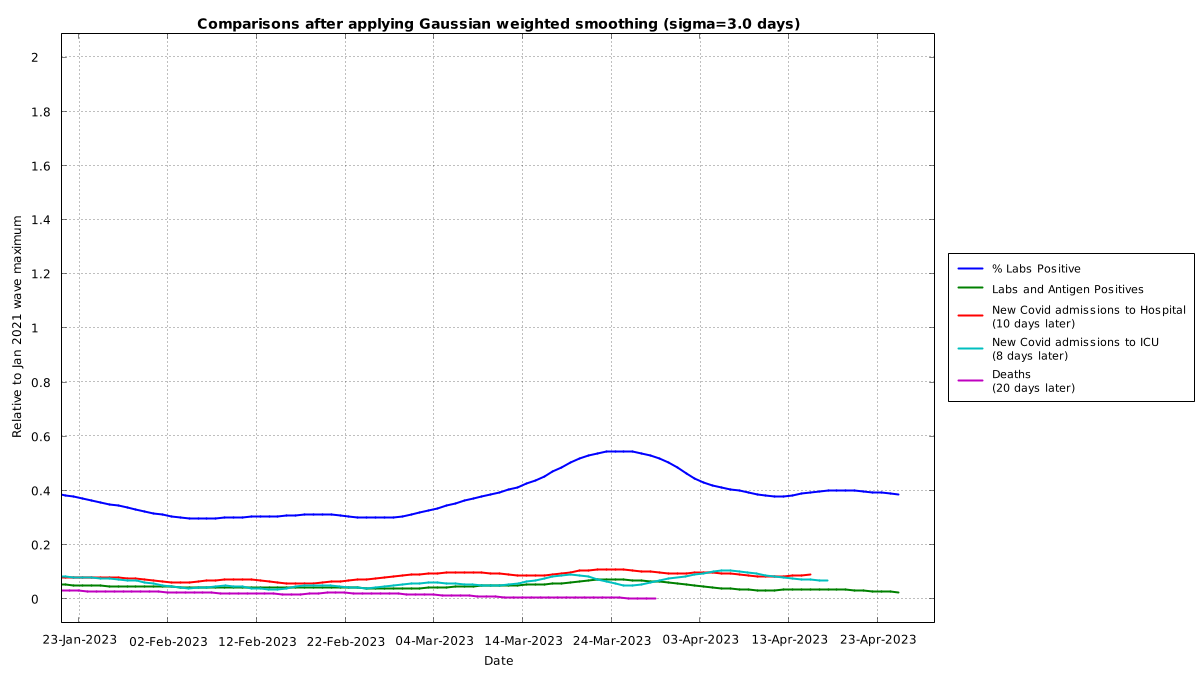 Comparisons after applying Gaussian weighted smoothing (sigma=3.0 days)
Relative to Jan 2021 wave maximum
2
1.8
1.6
1.4
1.2
1
0.8
0.6
0.4
0.2
0
23-Jan-2023 02-Feb-2023 12-Feb-2023 22-Feb-2023 04-Mar-2023 14-Mar-2023 24-Mar-2023 03-Apr-2023 13-Apr-2023 23-Apr-2023
Date
% Labs Positive
Labs and Antigen Positives
New Covid admissions to Hospital
(10 days later)
New Covid admissions to ICU
(8 days later)
Deaths
(20 days later)